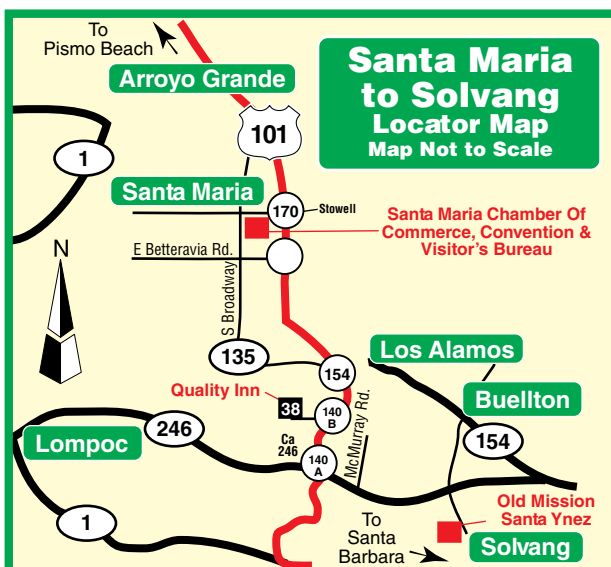 To
Pismo Beach
Arroyo Grande
Santa Maria
to Solvang
Locator Map
Map Not to Scale
101
1
Santa Maria
170
Stowell
Santa Maria Chamber Of
Commerce, Convention &
Visitor's Bureau
E Betteravia Rd.
N
S Broadway
135
154
Los Alamos
Quality Inn
38
140
B
McMurray Rd.
Buellton
246
Ca
246
154
Lompoc
140
A
1
To
Santa
Barbara
Old Mission
Santa Ynez
Solvang